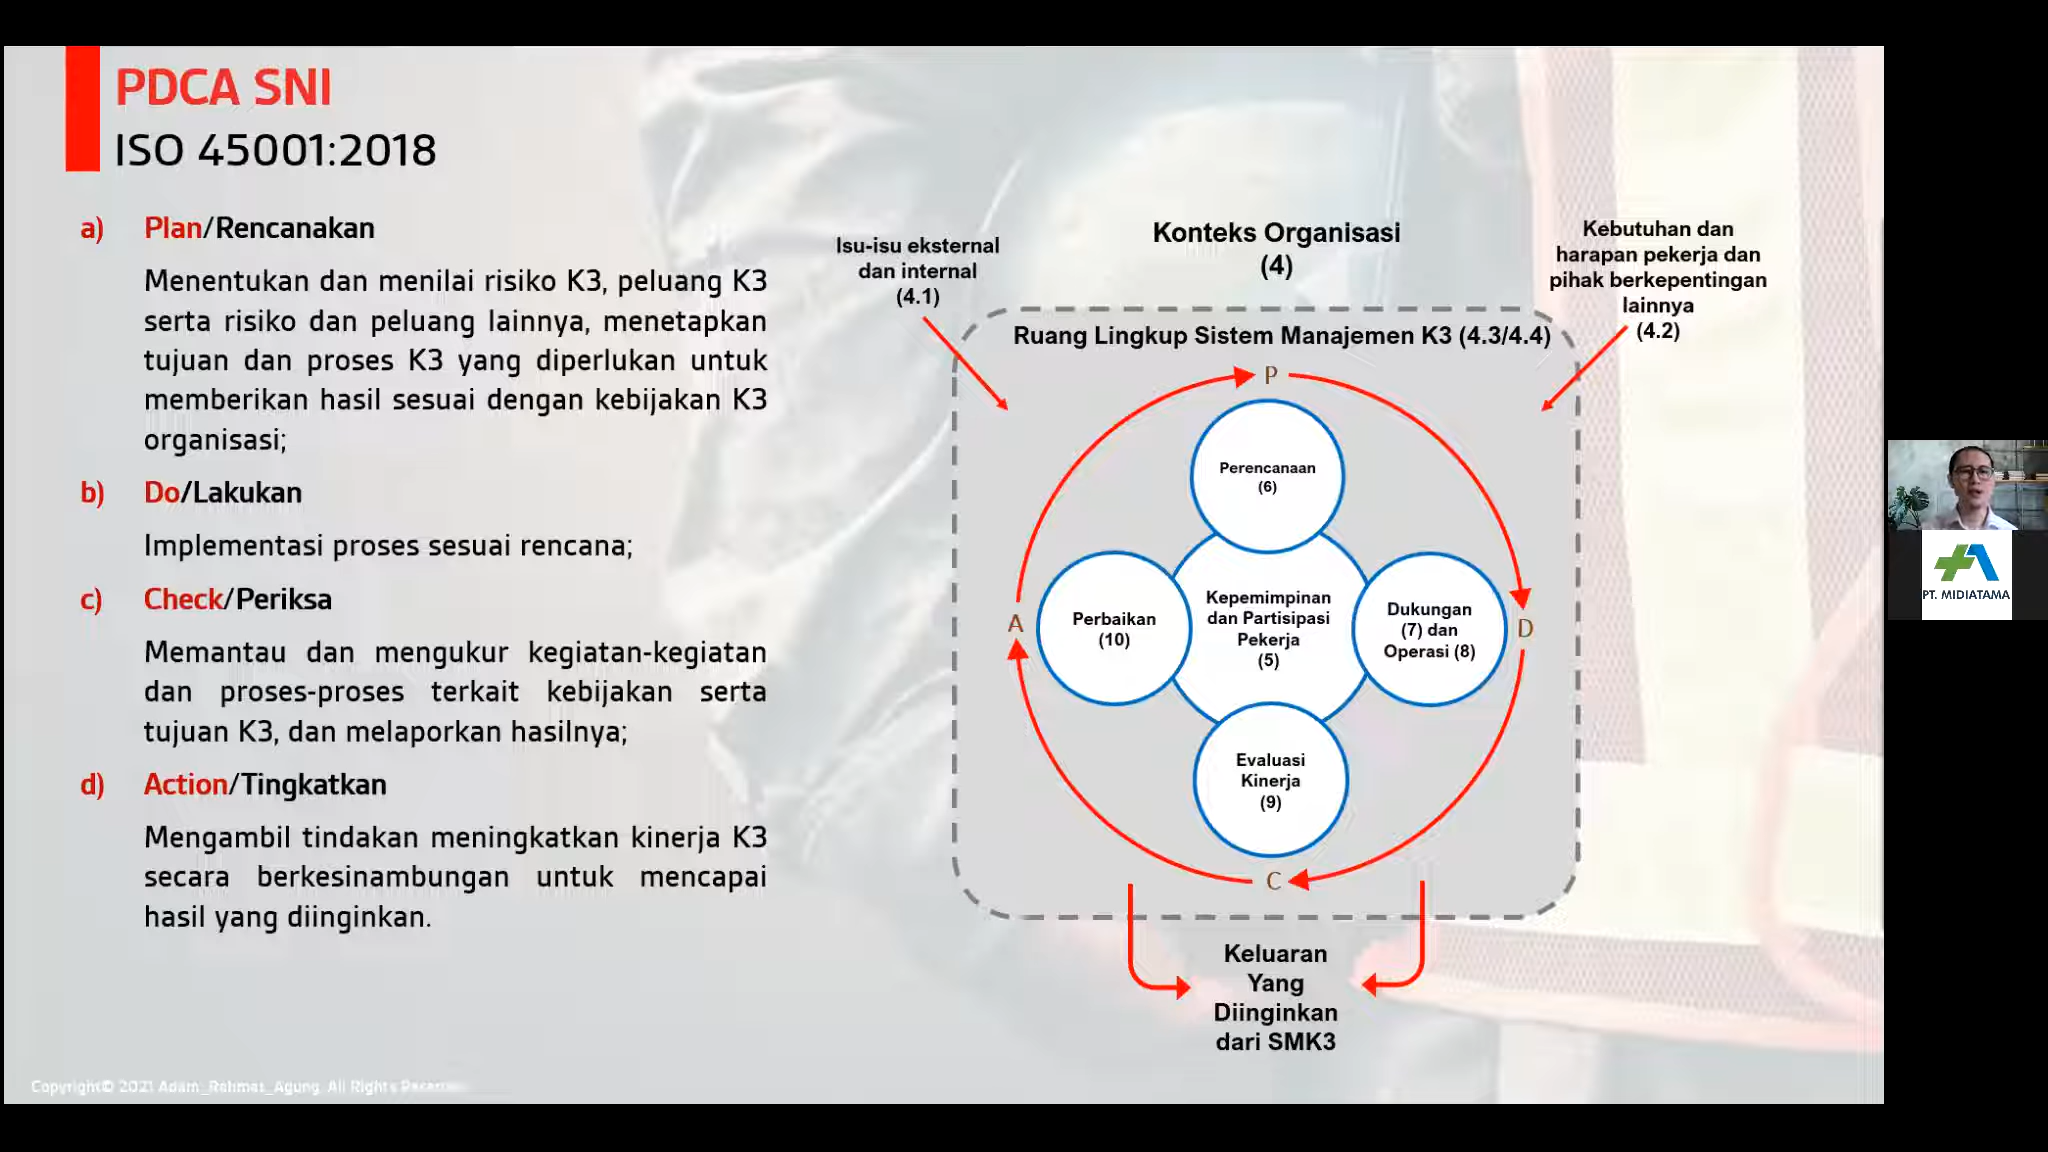 PDCA SNI
ISO 45001:2018
a) Plan/Rencanakan
Menentukan dan menilai risiko K3, peluang K3
serta risiko dan peluang lainnya, menetapkan
tujuan dan proses K3 yang diperlukan untuk
memberikan hasil sesuai dengan kebijakan K3
organisasi;
b) Do/Lakukan
Implementasi proses sesuai rencana;
c) Check/Periksa
Memantau dan mengukur kegiatan-kegiatan
dan proses-proses terkait kebijakan serta
tujuan K3, dan melaporkan hasilnya;
d) Action/Tingkatkan
Mengambil tindakan meningkatkan kinerja K3
secara berkesinambungan untuk mencapai
hasil yang diinginkan.
Isu-isu eksternal
dan internal
(4.1)
Konteks Organisasi
(4)
Kebutuhan dan
harapan pekerja dan
pihak berkepentingan
lainnya
(4.2)
Ruang Lingkup Sistem Manajemen K3 (4.3/4.4)
P
Perencanaan
(6)
A
Perbaikan
(10)
Kepemimpinan
dan Partisipasi
Pekerja
(5)
Dukungan
(7) dan
Operasi (8)
D
Evaluasi
Kinerja
(9)
C
Keluaran
Yang
Diinginkan
dari SMK3
PT. MIDIATAMA
Copyright© 2021 Adam_Rahmat_Agung. All Rights